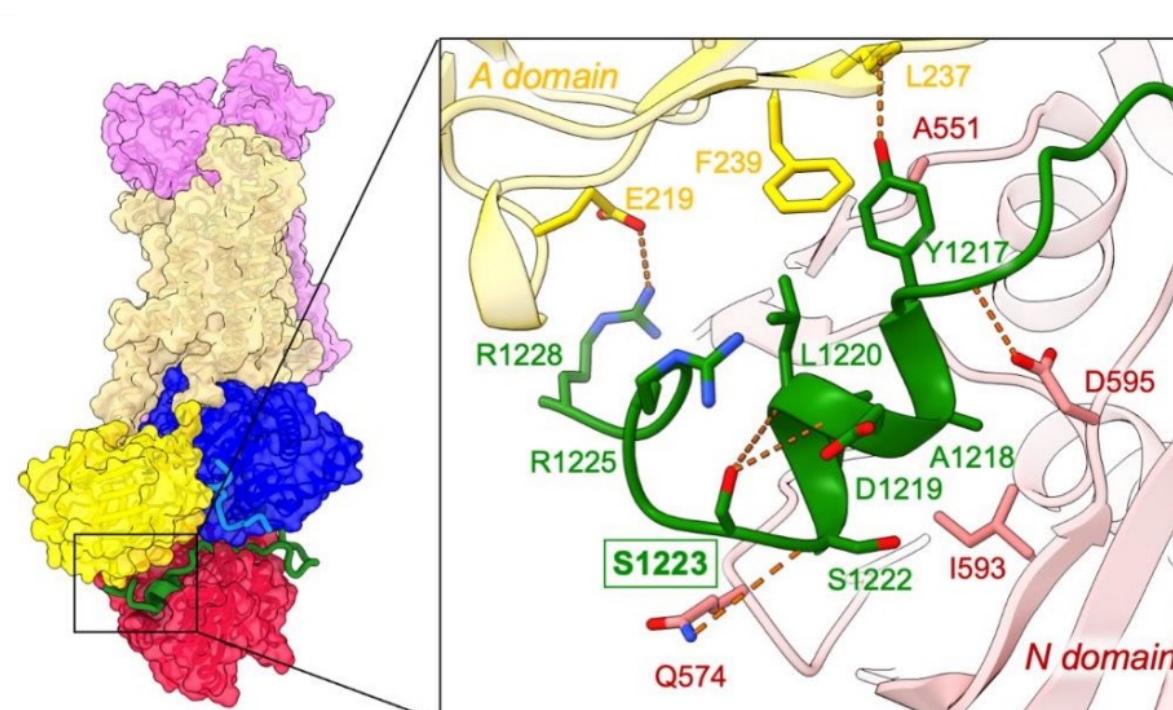 A domain
L237
A551
F239
E219
Y1217
R1228
L1220
D595
R1225
A1218
D1219
S1223
S1222
I593
Q574
N domain